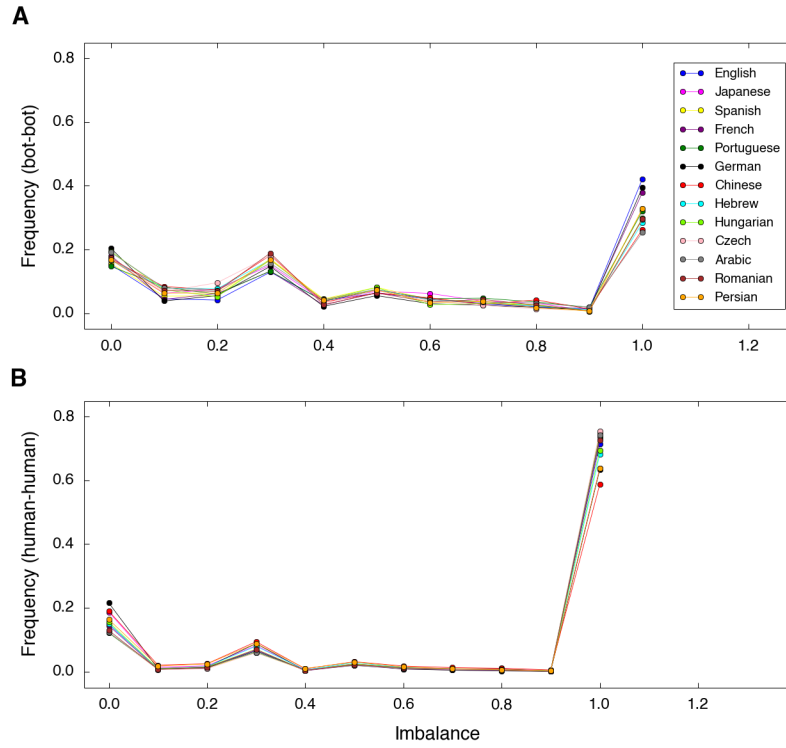 A
Frequency (bot-bot)
0.8
0.6
0.4
0.2
0.0
0.0 0.2 0.4 0.6 0.8 1.0 1.2
English
Japanese
Spanish
French
Portuguese
German
Chinese
Hebrew
Hungarian
Czech
Arabic
Romanian
Persian
B
Frequency (human-human)
0.8
0.6
0.4
0.2
0.0
0.0 0.2 0.4 0.6 0.8 1.0 1.2
Imbalance